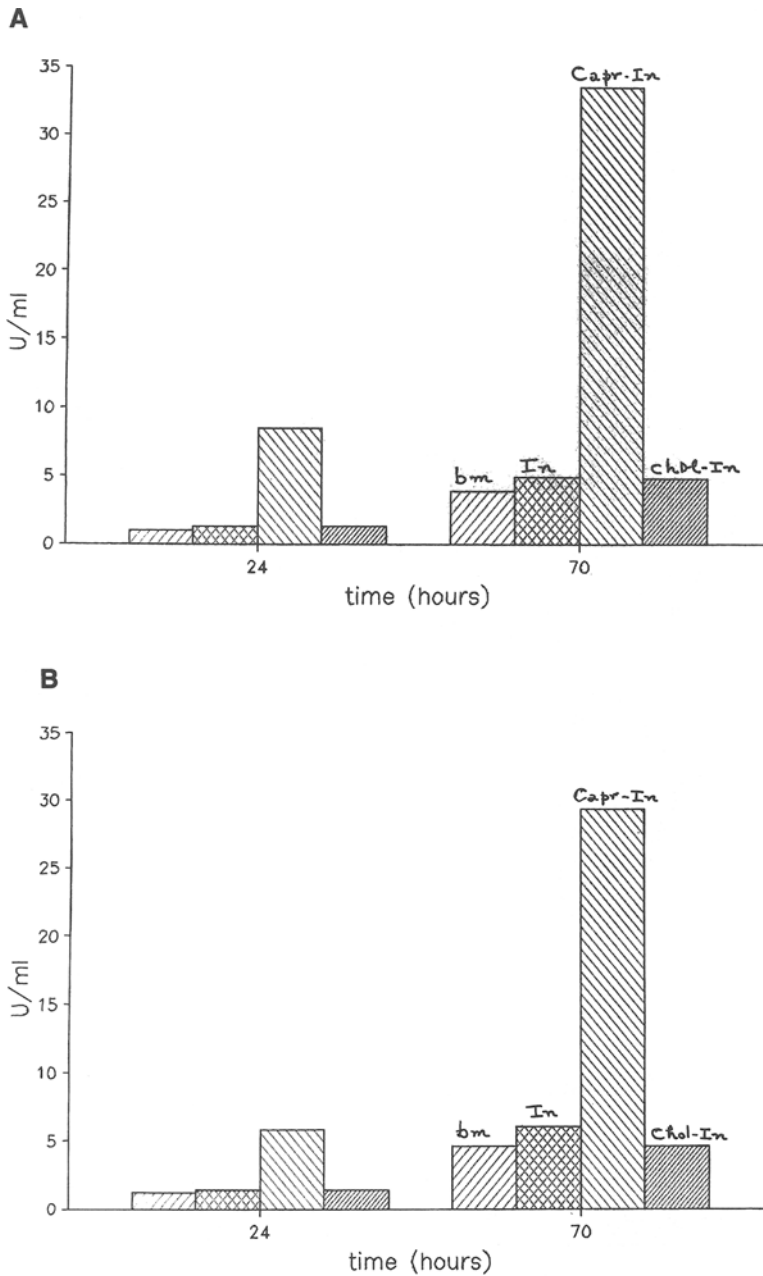 A
35
30
25
20
15
10
5
0
U/ml
Capr-In
bm
In
chol-In
24
70
time (hours)
B
35
30
25
20
15
10
5
0
U/ml
Capr-In
bm
In
Chol-In
24
70
time (hours)